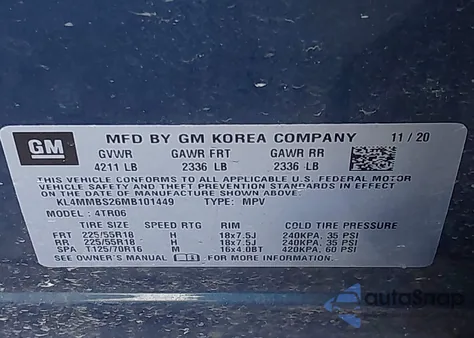 GM
MFD BY GM KOREA COMPANY 11/20
GVWR GAWR FRT GAWR RR
4211 LB 2336 LB 2336 LB
THIS VEHICLE CONFORMS TO ALL APPLICABLE U.S. FEDERAL MOTOR
VEHICLE SAFETY, BUMPER, AND THEFT PREVENTION STANDARDS IN EFFECT
ON THE DATE OF MANUFACTURE SHOWN ABOVE.
KL4MMBS26MB101449 TYPE: MPV
MODEL: 4TR06
TIRE SIZE SPEED RTG RIM COLD TIRE PRESSURE
FRT 225/55R18 H 18x7.5J 240KPA, 35 PSI
RR 225/55R18 H 18x7.5J 240KPA, 35 PSI
SPA T125/70R16 M 16x4.0BT 420KPA, 60 PSI
SEE OWNER'S MANUAL FOR MORE INFORMATION.
autoSnap